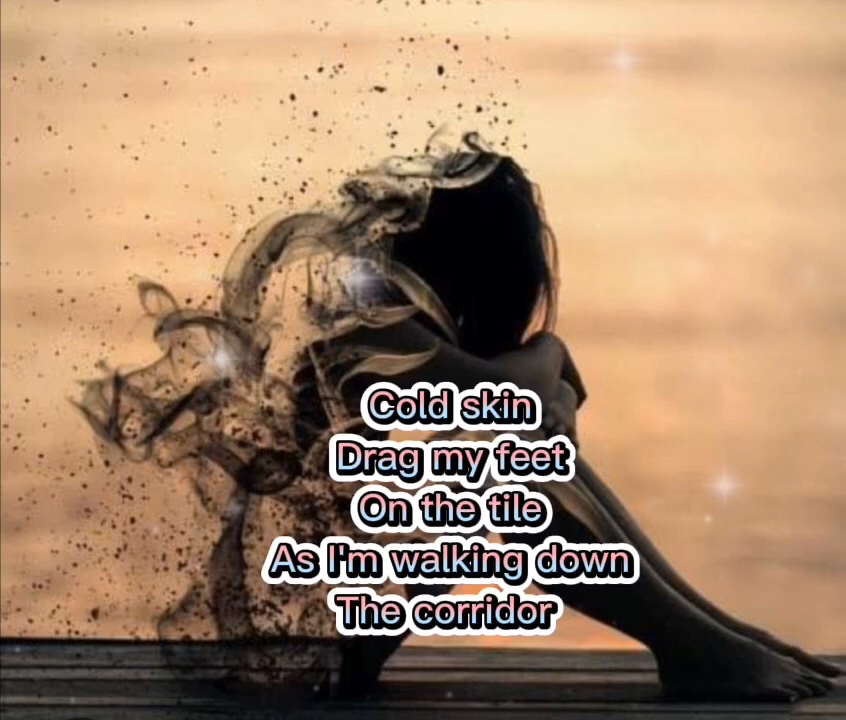 Cold skin
Drag my feet
On the tile
As I'm walking down
The corridor